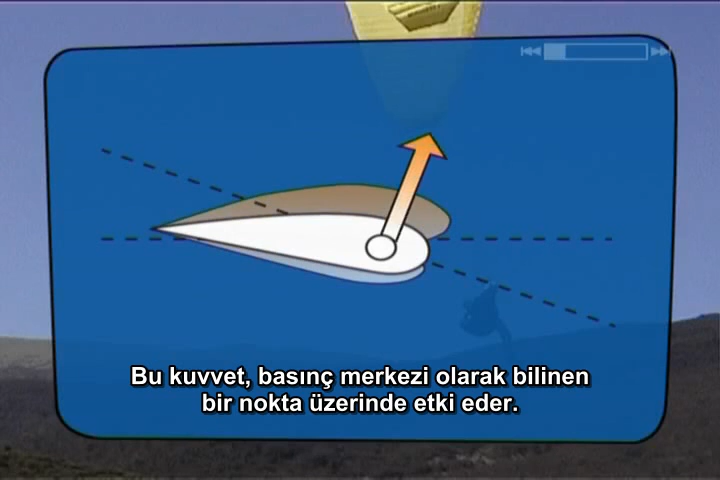 Bu kuvvet, basınç merkezi olarak bilinen
bir nokta üzerinde etki eder.